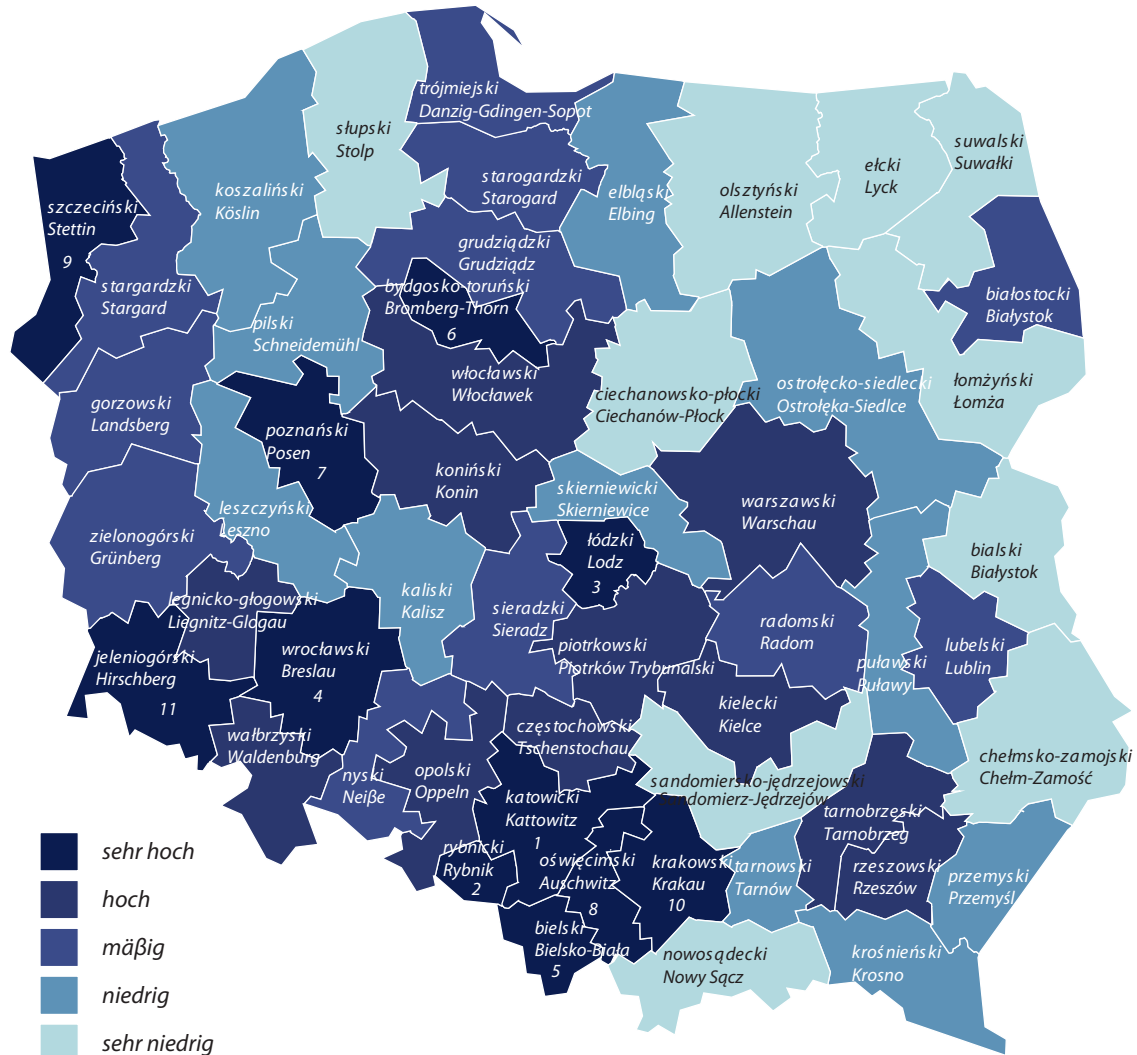 trójmiejski
Danzig-Gdingen-Sopot
słupski
Stolp
suwalski
Suwałki
ełcki
Lyck
starogardzki
Starogard
koszaliński
Köslin
elbląski
Elbing
olsztyński
Allenstein
szczeciński
Stettin
9
grudziądzki
Grudziądz
stargardzki
Stargard
bydgosko-toruński
Bromberg-Thorn
6
białostocki
Białystok
pilski
Schneidemühl
włocławski
Włocławek
ciechanowsko-płocki
Ciechanów-Płock
ostrołęcko-siedlecki
Ostrołęka-Siedlce
łomżyński
Łomża
gorzowski
Landsberg
poznański
Posen
7
koniński
Konin
skierniewicki
Skierniewice
warszawski
Warschau
leszczyński
Leszno
zielonogórski
Grünberg
łódzki
Lodz
3
bialski
Białystok
legnicko-głogowski
Liegnitz-Glogau
kaliski
Kalisz
sieradzki
Sieradz
radomski
Radom
piotrkowski
Piotrków Trybunalski
lubelski
Lublin
jeleniogórski
Hirschberg
11
wrocławski
Breslau
4
puławski
Puławy
kielecki
Kielce
wałbrzyski
Waldenburg
częstochowski
Tschenstochau
chełmsko-zamojski
Chełm-Zamość
nyski
Neiße
opolski
Oppeln
sandomiersko-jędrzejowski
Sandomierz-Jędrzejów
katowicki
Kattowitz
1
tarnobrzeski
Tarnobrzeg
rybnicki
Rybnik
2
oświęcimski
Auschwitz
8
krakowski
Krakau
10
tarnowski
Tarnów
rzeszowski
Rzeszów
przemyski
Przemyśl
bielski
Bielsko-Biała
5
nowosądecki
Nowy Sącz
krośnieński
Krosno
sehr hoch
hoch
mäßig
niedrig
sehr niedrig